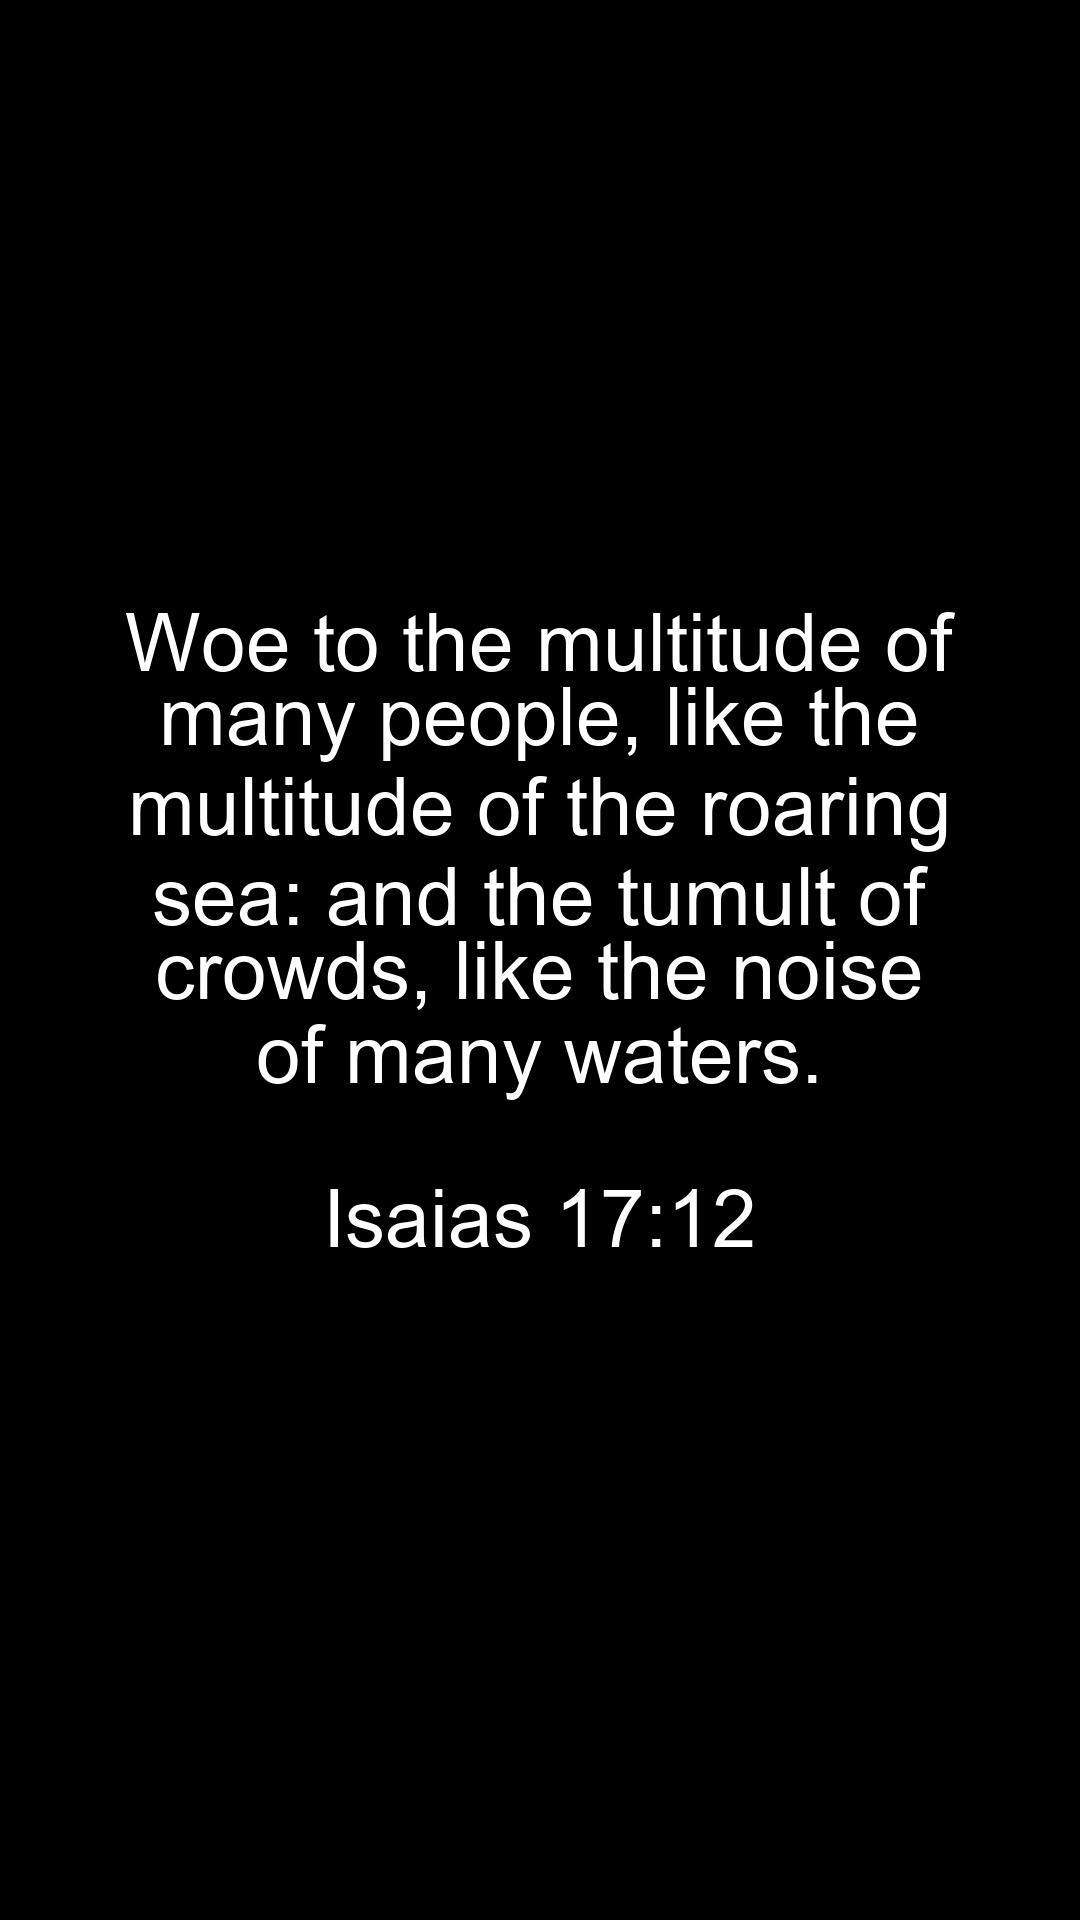 Woe to the multitude of
many people, like the
multitude of the roaring
sea: and the tumult of
crowds, like the noise
of many waters.
Isaias 17:12